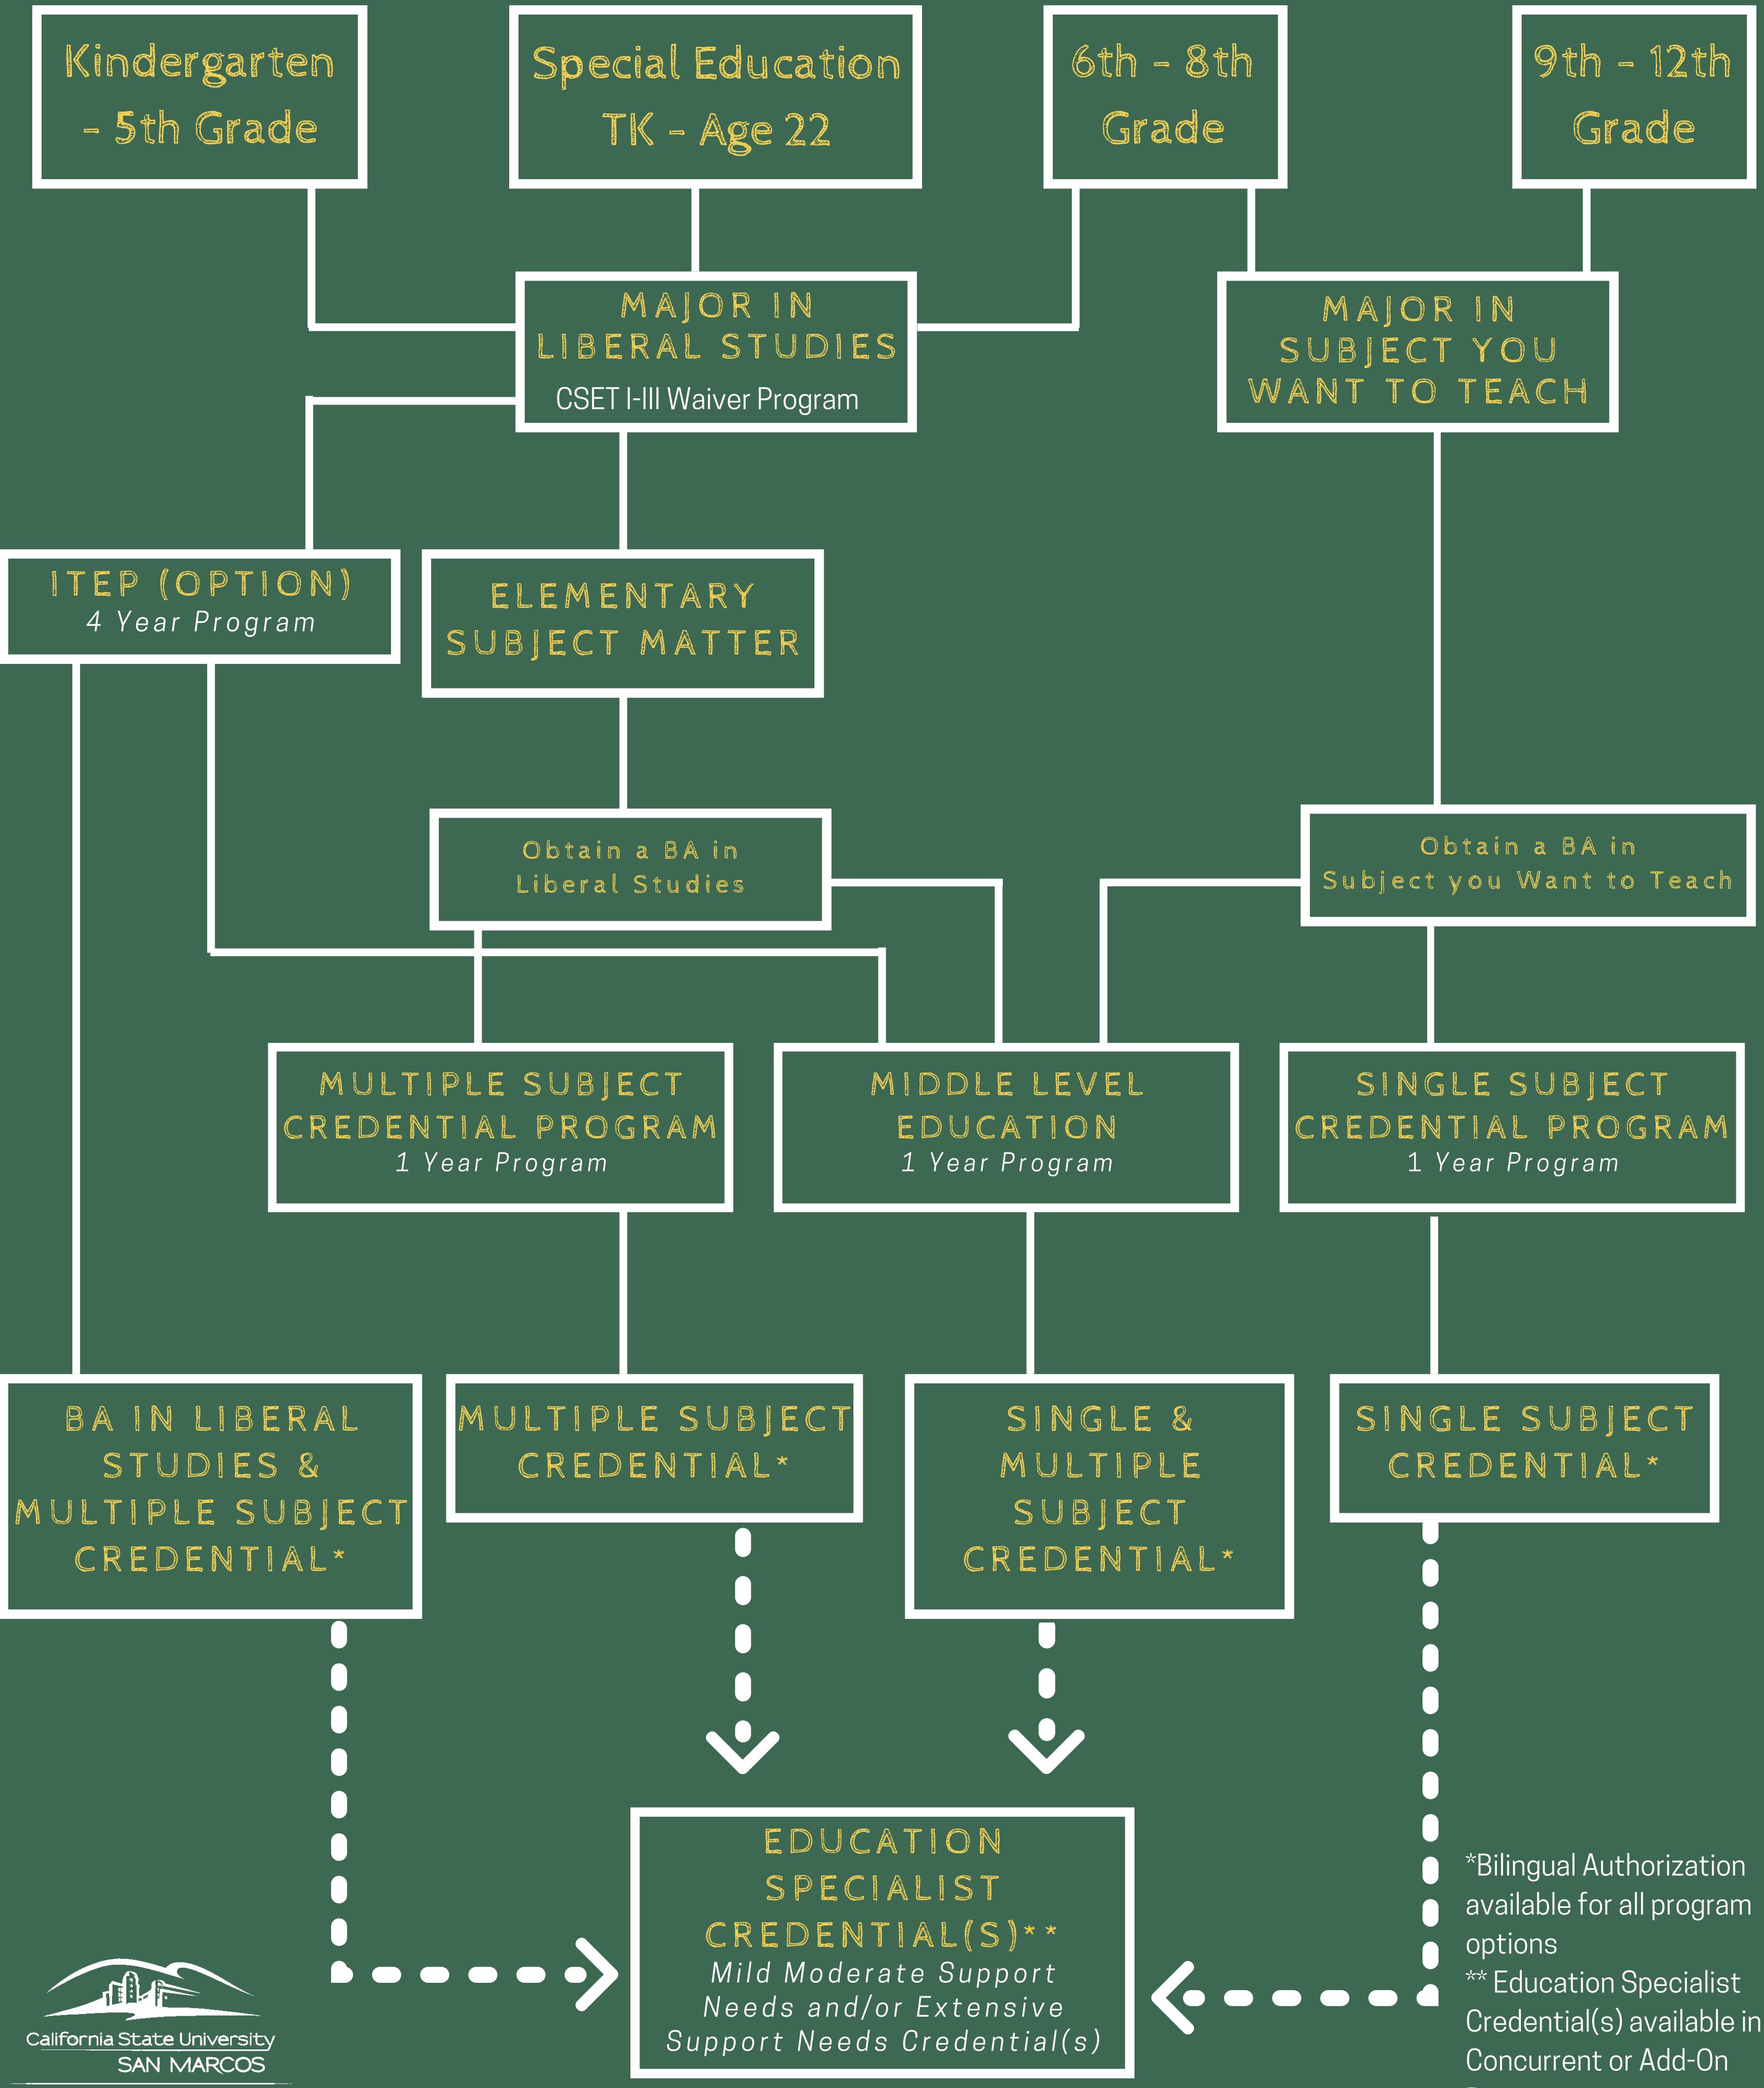 Kindergarten
- 5th Grade
Special Education
TK - Age 22
6th - 8th
Grade
9th - 12th
Grade
MAJOR IN
LIBERAL STUDIES
CSET I-III Waiver Program
MAJOR IN
SUBJECT YOU
WANT TO TEACH
ITEP (OPTION)
4 Year Program
ELEMENTARY
SUBJECT MATTER
Obtain a BA in
Liberal Studies
Obtain a BA in
Subject you Want to Teach
MULTIPLE SUBJECT
CREDENTIAL PROGRAM
1 Year Program
MIDDLE LEVEL
EDUCATION
1 Year Program
SINGLE SUBJECT
CREDENTIAL PROGRAM
1 Year Program
BA IN LIBERAL
STUDIES &
MULTIPLE SUBJECT
CREDENTIAL*
MULTIPLE SUBJECT
CREDENTIAL*
SINGLE &
MULTIPLE
SUBJECT
CREDENTIAL*
SINGLE SUBJECT
CREDENTIAL*
EDUCATION
SPECIALIST
CREDENTIAL(S)**
Mild Moderate Support
Needs and/or Extensive
Support Needs Credential(s)
*Bilingual Authorization
available for all program
options
** Education Specialist
Credential(s) available in
Concurrent or Add-On
California State University
SAN MARCOS